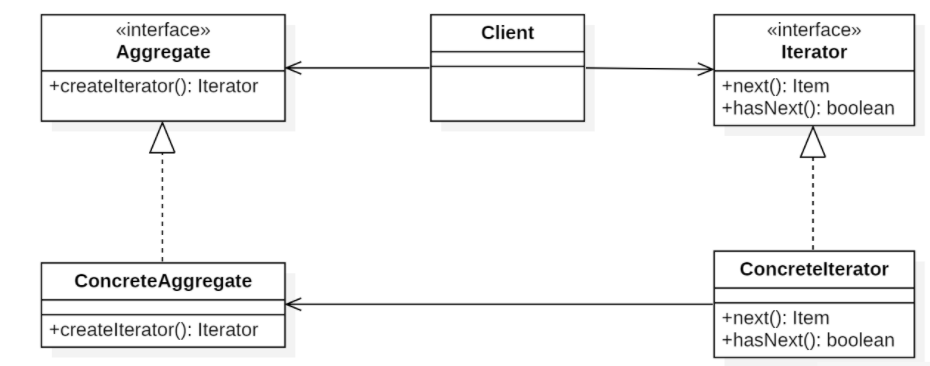 «interface»
Aggregate
+createIterator(): Iterator
Client
«interface»
Iterator
+next(): Item
+hasNext(): boolean
ConcreteAggregate
+createIterator(): Iterator
ConcreteIterator
+next(): Item
+hasNext(): boolean